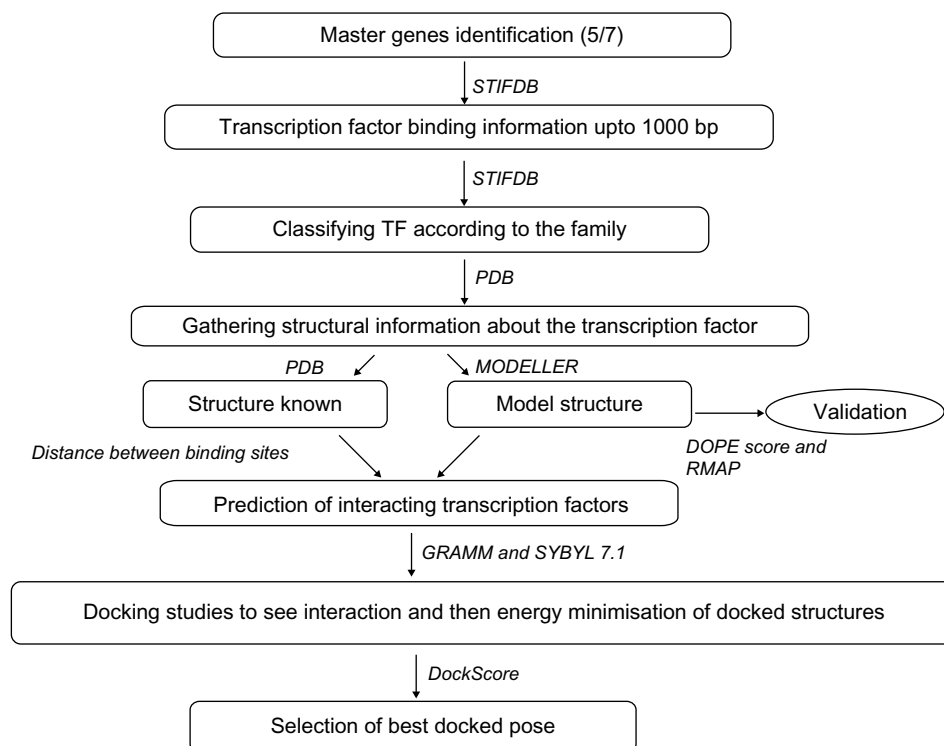 Master genes identification (5/7)
STIFDB
Transcription factor binding information upto 1000 bp
STIFDB
Classifying TF according to the family
PDB
Gathering structural information about the transcription factor
PDB
MODELLER
Structure known
Model structure
Validation
Distance between binding sites
DOPE score and
RMAP
Prediction of interacting transcription factors
GRAMM and SYBYL 7.1
Docking studies to see interaction and then energy minimisation of docked structures
DockScore
Selection of best docked pose